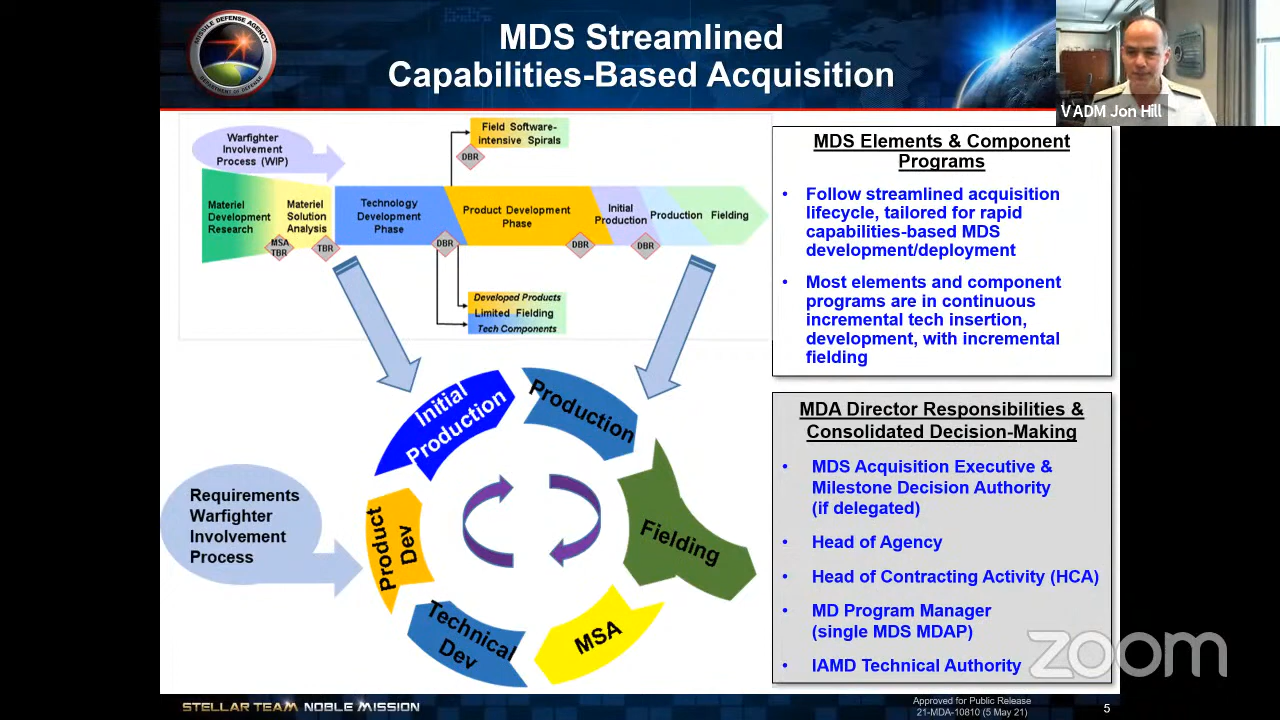 MISSILE DEFENSE AGENCY
DEPARTMENT OF DEFENSE
MDS Streamlined
Capabilities-Based Acquisition
VADM Jon Hill
Warfighter
Involvement
Process (WIP)
Field Software-
intensive Spirals
DBR
Materiel
Development
Research
Materiel
Solution
Analysis
Technology
Development
Phase
Product Development
Phase
Initial
Production
Production
Fielding
MSA
TBR
TBR
DBR
DBR
DBR
Developed Products
Limited Fielding
Tech Components
Initial
Production
Production
Fielding
MSA
Technical
Dev
Product
Dev
Requirements
Warfighter
Involvement
Process
MDS Elements & Component
Programs
• Follow streamlined acquisition
lifecycle, tailored for rapid
capabilities-based MDS
development/deployment
• Most elements and component
programs are in continuous
incremental tech insertion,
development, with incremental
fielding
MDA Director Responsibilities &
Consolidated Decision-Making
• MDS Acquisition Executive &
Milestone Decision Authority
(if delegated)
• Head of Agency
• Head of Contracting Activity (HCA)
• MD Program Manager
(single MDS MDAP)
• IAMD Technical Authority
zoom
STELLAR TEAM NOBLE MISSION
Approved for Public Release
21-MDA-10810 (5 May 21)
5